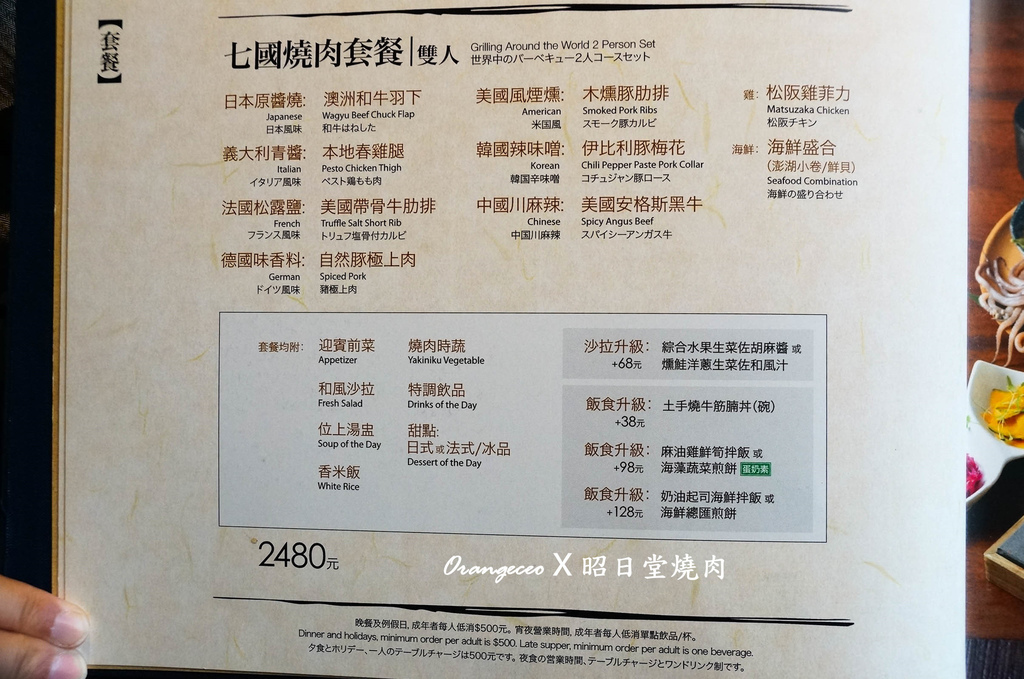 【套餐】
七國燒肉套餐|雙人 Grilling Around the World 2 Person Set
世界中のバーベキュー2人コースセット
日本原醬燒: 澳洲和牛羽下
Japanese Wagyu Beef Chuck Flap
日本風味 和牛はねした
義大利青醬: 本地春雞腿
Italian Pesto Chicken Thigh
イタリア風味 ペスト鶏もも肉
法國松露鹽: 美國帶骨牛肋排
French Truffle Salt Short Rib
フランス風味 トリュフ塩骨付カルビ
德國味香料: 自然豚極上肉
German Spiced Pork
ドイツ風味 豬極上肉
美國風煙燻: 木燻豚肋排
American Smoked Pork Ribs
米国風 スモーク豚カルビ
韓國辣味噌: 伊比利豚梅花
Korean Chili Pepper Paste Pork Collar
韓国辛味噌 コチュジャン豚ロース
中國川麻辣: 美國安格斯黑牛
Chinese Spicy Angus Beef
中国川麻辣 スパイシーアンガス牛
雞: 松阪雞菲力
Matsuzaka Chicken
松阪チキン
海鮮: 海鮮盛合
(澎湖小卷/鮮貝)
Seafood Combination
海鮮の盛り合わせ
套餐均附: 迎賓前菜
Appetizer
和風沙拉
Fresh Salad
位上湯盅
Soup of the Day
香米飯
White Rice
燒肉時蔬
Yakiniku Vegetable
特調飲品
Drinks of the Day
甜點:
日式或法式/冰品
Dessert of the Day
沙拉升級: 綜合水果生菜佐胡麻醬 或
+68元 燻鮭洋蔥生菜佐和風汁
飯食升級: 土手燒牛筋腩丼(碗)
+38元
飯食升級: 麻油雞鮮筍拌飯 或
+98元 海藻蔬菜煎餅 蛋奶素
飯食升級: 奶油起司海鮮拌飯 或
+128元 海鮮總匯煎餅
2480元
Orangeceo X 昭日堂燒肉
晚餐及例假日, 成年者每人低消$500元。宵夜營業時間, 成年者每人低消單點飲品/杯。
Dinner and holidays, minimum order per adult is $500. Late supper, minimum order per adult is one beverage.
夕食とホリデー、一人のテーブルチャージは500元です。夜食の営業時間、テーブルチャージとワンドリンク制です。